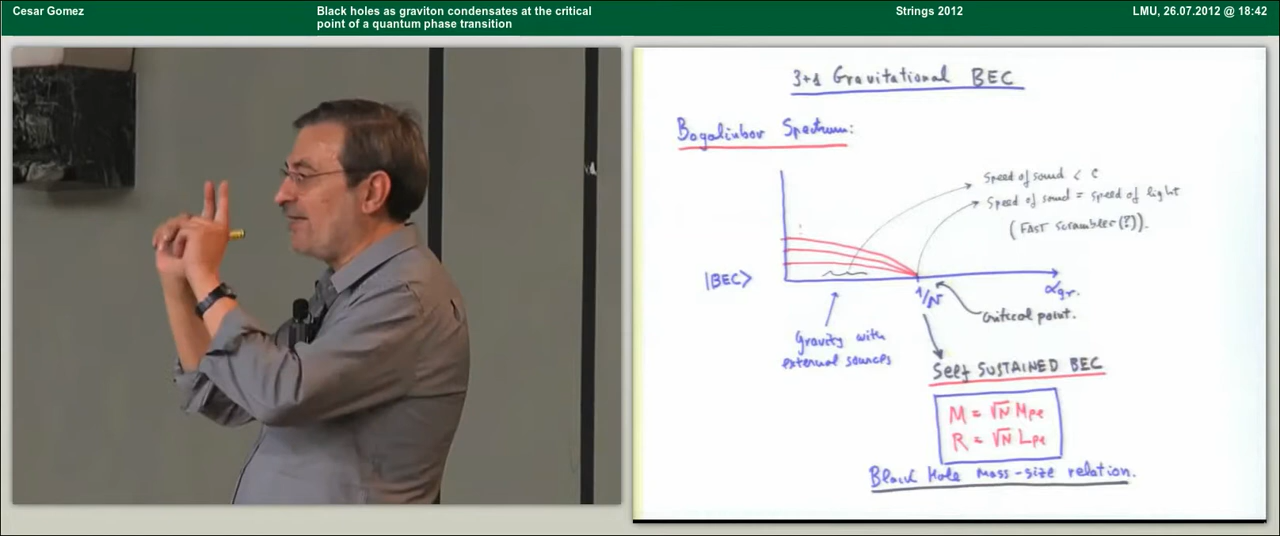 Cesar Gomez
Black holes as graviton condensates at the critical
point of a quantum phase transition
Strings 2012
LMU, 26.07.2012 @ 18:42
3+1 Gravitational BEC
Bogoliubov Spectrum:
Speed of sound < c
Speed of sound = speed of light
(FAST Scrambler(?)).
|BEC>
1/N
αgr.
Critical point.
Gravity with
external sources
Self SUSTAINED BEC
M = √N Mpe
R = √N Lpe
Black Hole mass-size relation.